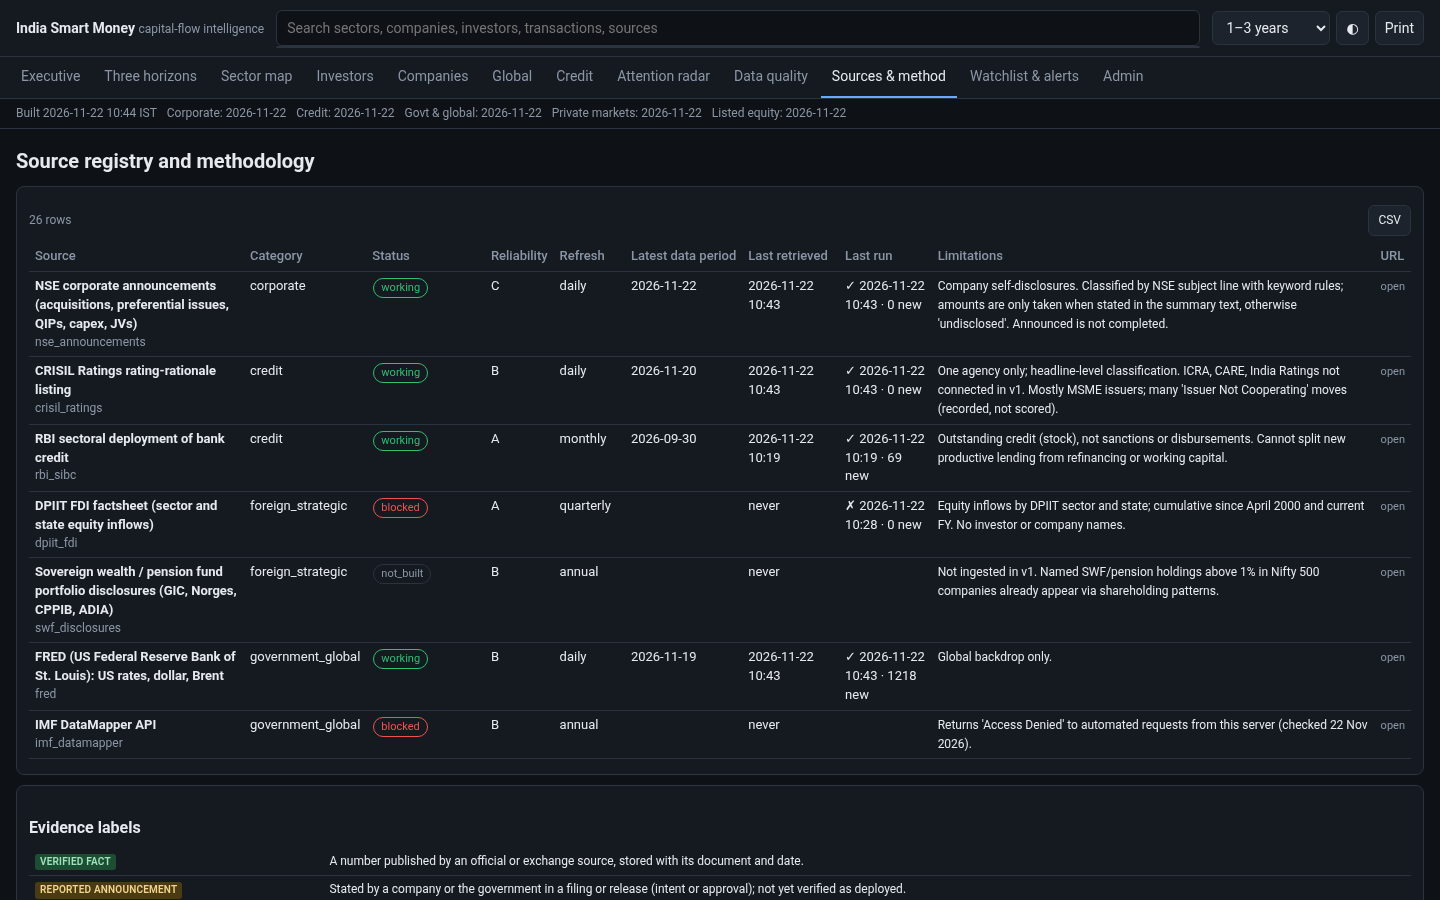 India Smart Money capital-flow intelligence
Search sectors, companies, investors, transactions, sources
1–3 years
Print
Executive Three horizons Sector map Investors Companies Global Credit Attention radar Data quality Sources & method Watchlist & alerts Admin
Built 2026-11-22 10:44 IST Corporate: 2026-11-22 Credit: 2026-11-22 Govt & global: 2026-11-22 Private markets: 2026-11-22 Listed equity: 2026-11-22
Source registry and methodology
26 rows
CSV
Source Category Status Reliability Refresh Latest data period Last retrieved Last run Limitations URL
NSE corporate announcements corporate working C daily 2026-11-22 2026-11-22 ✓ 2026-11-22 Company self-disclosures. Classified by NSE subject line with keyword rules; open
(acquisitions, preferential issues, 10:43 10:43 · 0 new amounts are only taken when stated in the summary text, otherwise
QIPs, capex, JVs) 'undisclosed'. Announced is not completed.
nse_announcements
CRISIL Ratings rating-rationale credit working B daily 2026-11-20 2026-11-22 ✓ 2026-11-22 One agency only; headline-level classification. ICRA, CARE, India Ratings not open
listing 10:43 10:43 · 0 new connected in v1. Mostly MSME issuers; many 'Issuer Not Cooperating' moves
crisil_ratings (recorded, not scored).
RBI sectoral deployment of bank credit working A monthly 2026-09-30 2026-11-22 ✓ 2026-11-22 Outstanding credit (stock), not sanctions or disbursements. Cannot split new open
credit 10:19 10:19 · 69 productive lending from refinancing or working capital.
rbi_sibc new
DPIIT FDI factsheet (sector and foreign_strategic blocked A quarterly never ✗ 2026-11-22 Equity inflows by DPIIT sector and state; cumulative since April 2000 and current open
state equity inflows) 10:28 · 0 new FY. No investor or company names.
dpiit_fdi
Sovereign wealth / pension fund foreign_strategic not_built B annual never Not ingested in v1. Named SWF/pension holdings above 1% in Nifty 500 open
portfolio disclosures (GIC, Norges, companies already appear via shareholding patterns.
CPPIB, ADIA)
swf_disclosures
FRED (US Federal Reserve Bank of government_global working B daily 2026-11-19 2026-11-22 ✓ 2026-11-22 Global backdrop only. open
St. Louis): US rates, dollar, Brent 10:43 10:43 · 1218
fred new
IMF DataMapper API government_global blocked B annual never Returns 'Access Denied' to automated requests from this server (checked 22 Nov open
imf_datamapper 2026).
Evidence labels
VERIFIED FACT A number published by an official or exchange source, stored with its document and date.
REPORTED ANNOUNCEMENT Stated by a company or the government in a filing or release (intent or approval); not yet verified as deployed.